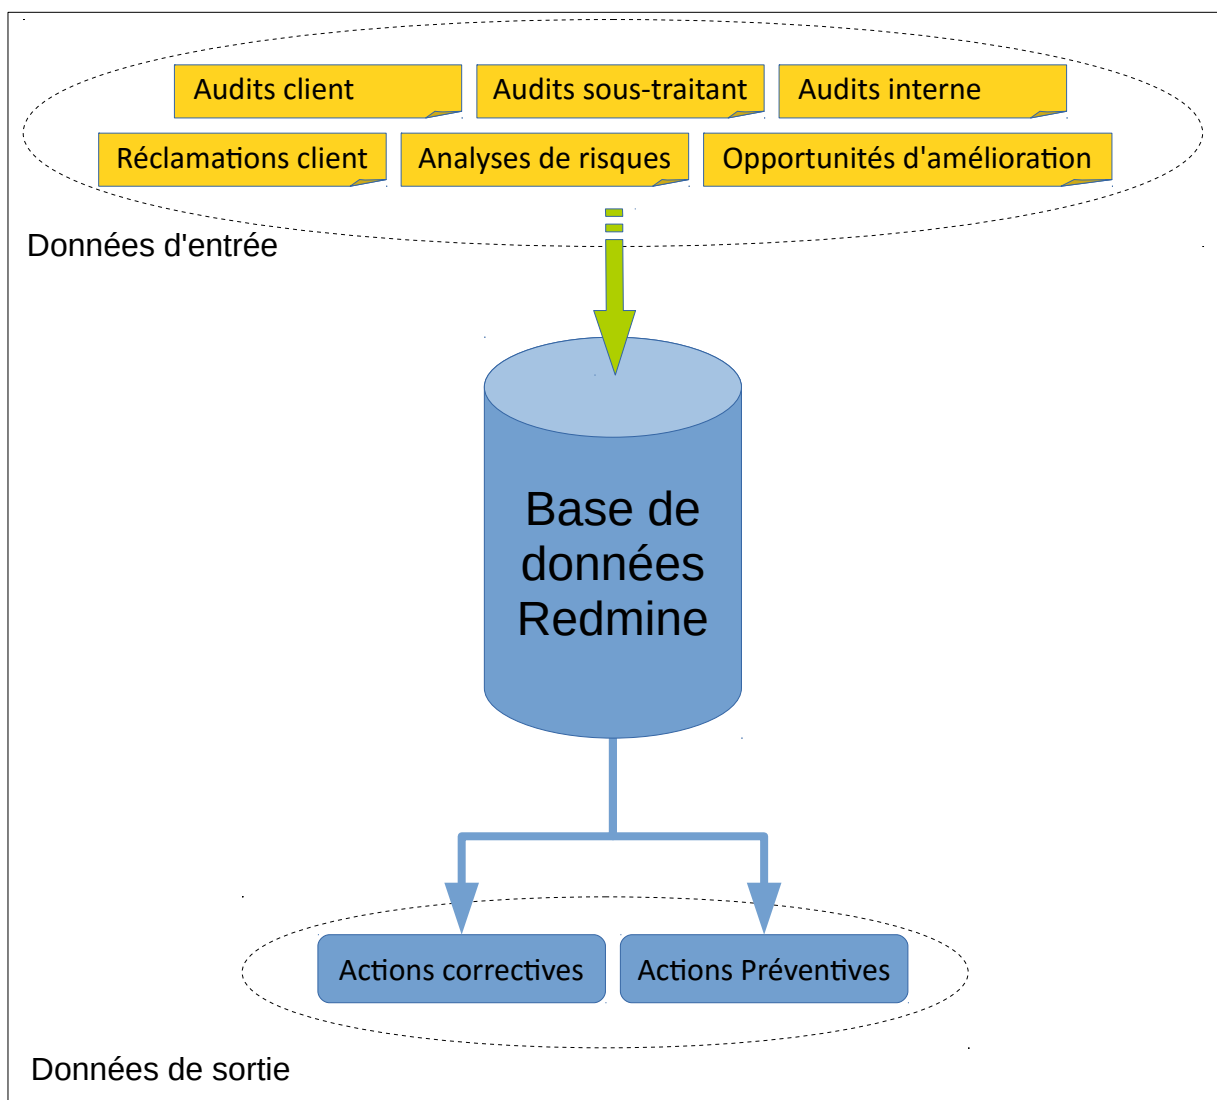 Audits client
Audits sous-traitant
Audits interne
Réclamations client
Analyses de risques
Opportunités d'amélioration
Données d'entrée
Base de
données
Redmine
Actions correctives
Actions Préventives
Données de sortie